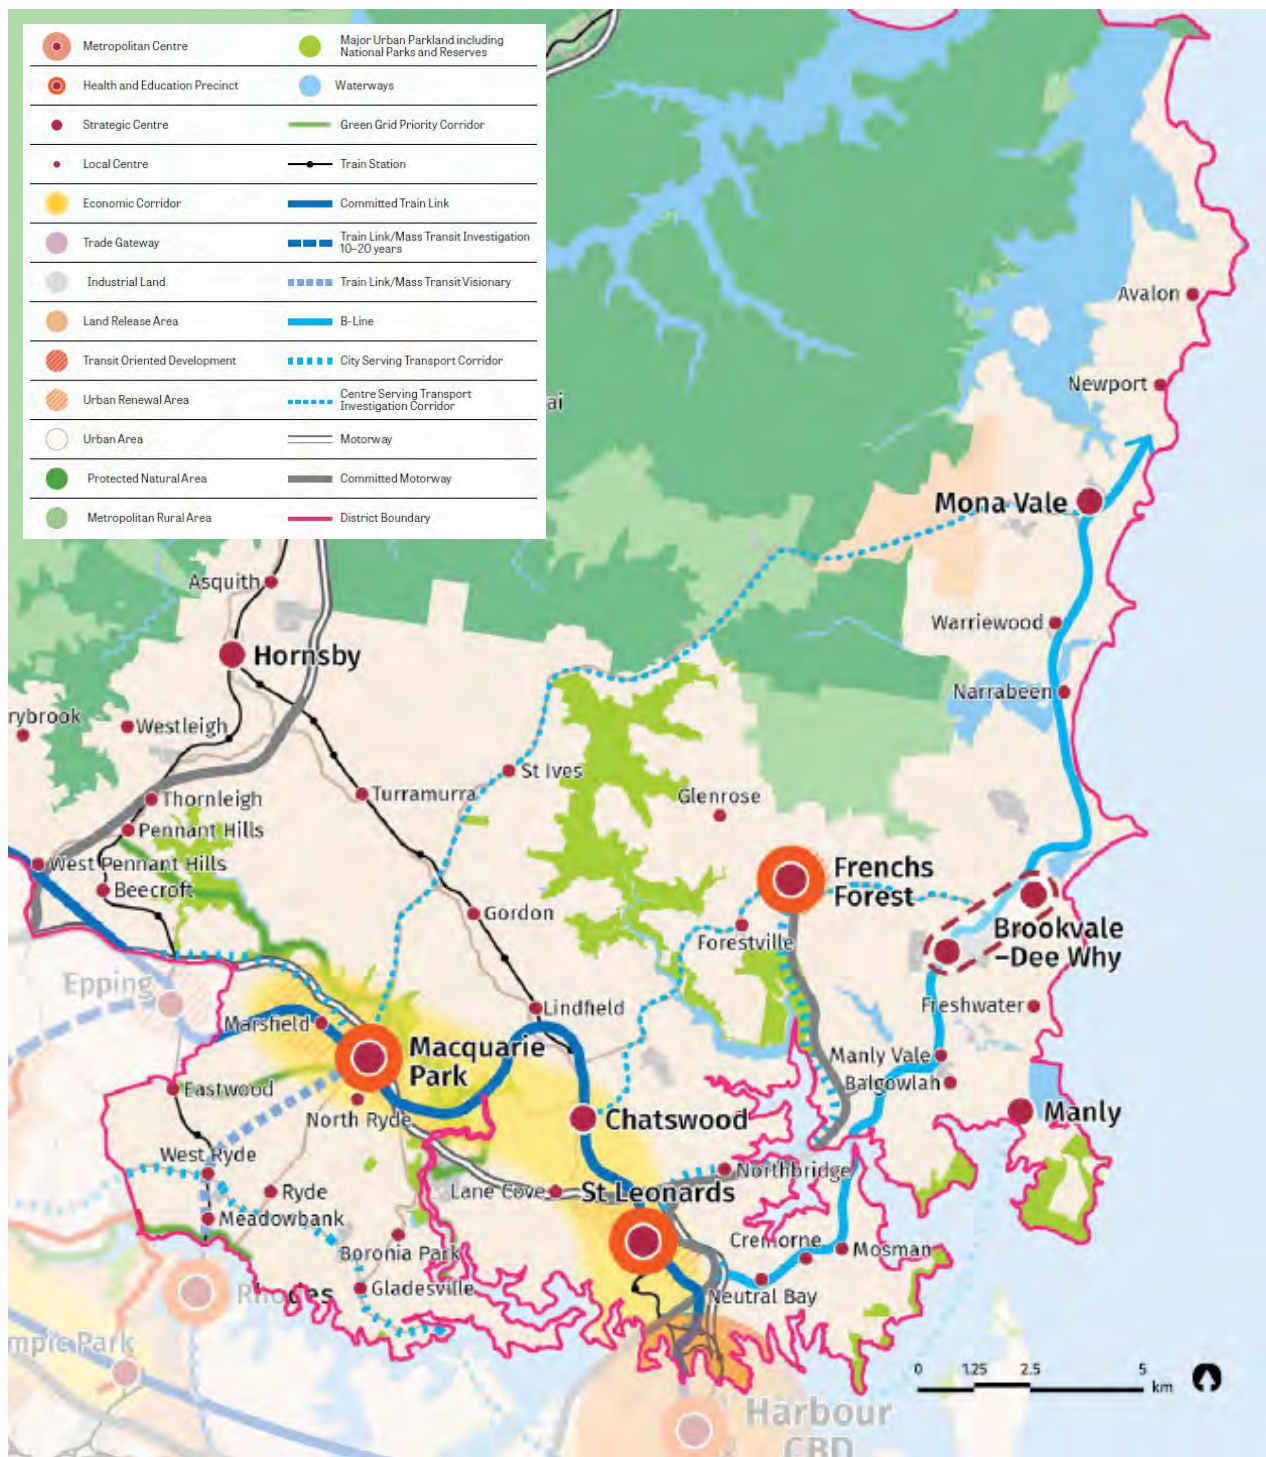 Metropolitan Centre
Health and Education Precinct
Strategic Centre
Local Centre
Economic Corridor
Trade Gateway
Industrial Land
Land Release Area
Transit Oriented Development
Urban Renewal Area
Urban Area
Protected Natural Area
Metropolitan Rural Area
Major Urban Parkland including
National Parks and Reserves
Waterways
Green Grid Priority Corridor
Train Station
Committed Train Link
Train Link/Mass Transit Investigation
10–20 years
Train Link/Mass Transit Visionary
B-Line
City Serving Transport Corridor
Centre Serving Transport
Investigation Corridor
Motorway
Committed Motorway
District Boundary
Avalon
Newport
ai
Mona Vale
Asquith
Warriewood
Hornsby
Narrabeen
rybrook
Westleigh
St Ives
Turramurra
Glenrose
Thornleigh
Pennant Hills
West Pennant Hills
Beecroft
Frenchs
Forest
Gordon
Forestville
Brookvale
–Dee Why
Epping
Lindfield
Freshwater
Marsfield
Macquarie
Park
Manly Vale
Balgowlah
Eastwood
North Ryde
Chatswood
Manly
West Ryde
Northbridge
Ryde
Lane Cove
St Leonards
Meadowbank
Boronia Park
Cremorne
Mosman
Rhodes
Gladesville
Neutral Bay
mpic Park
0 1.25 2.5 5
km
Harbour
CBD